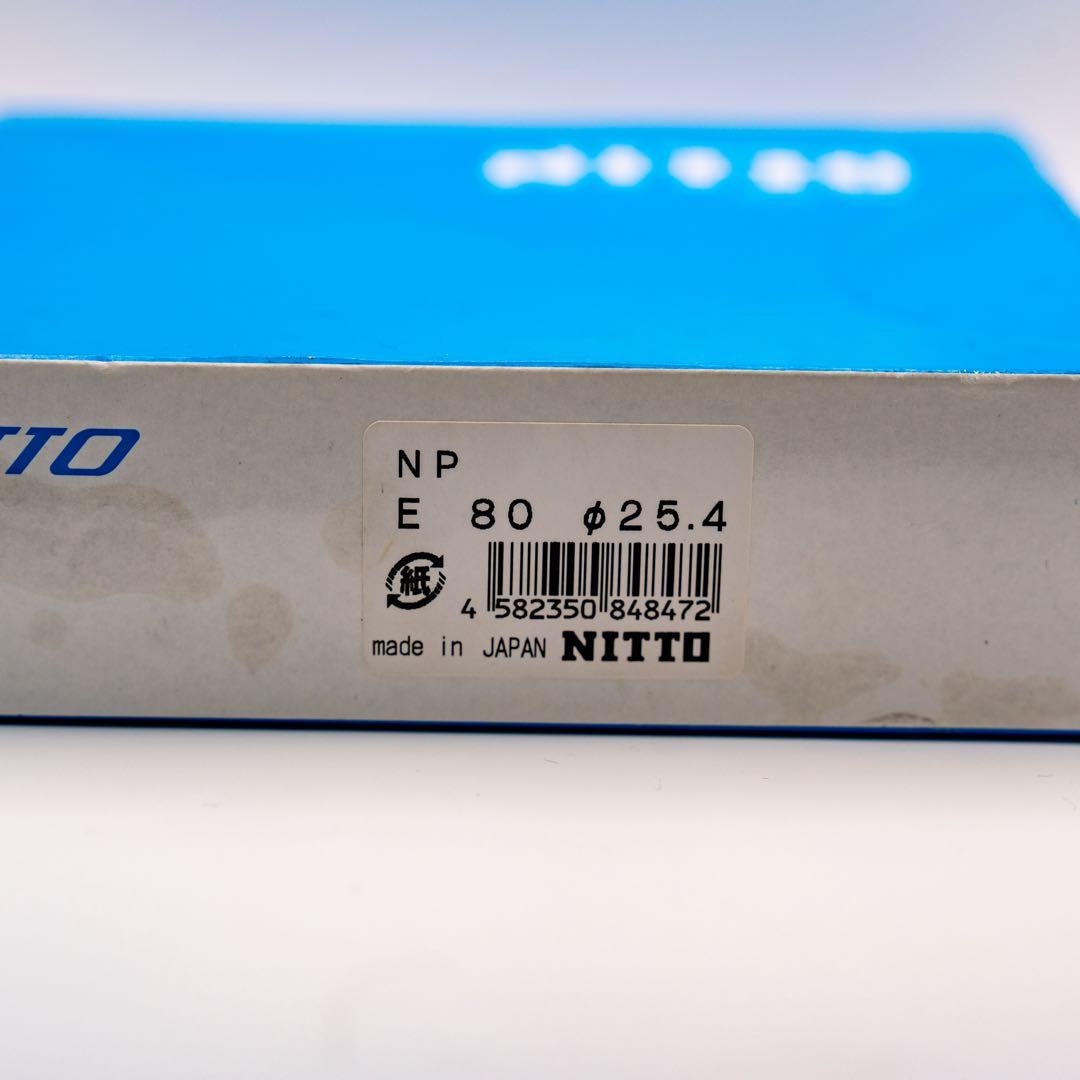 TTO
NP
E 80 φ25.4
紙
4 582350 848472
made in JAPAN NITTO